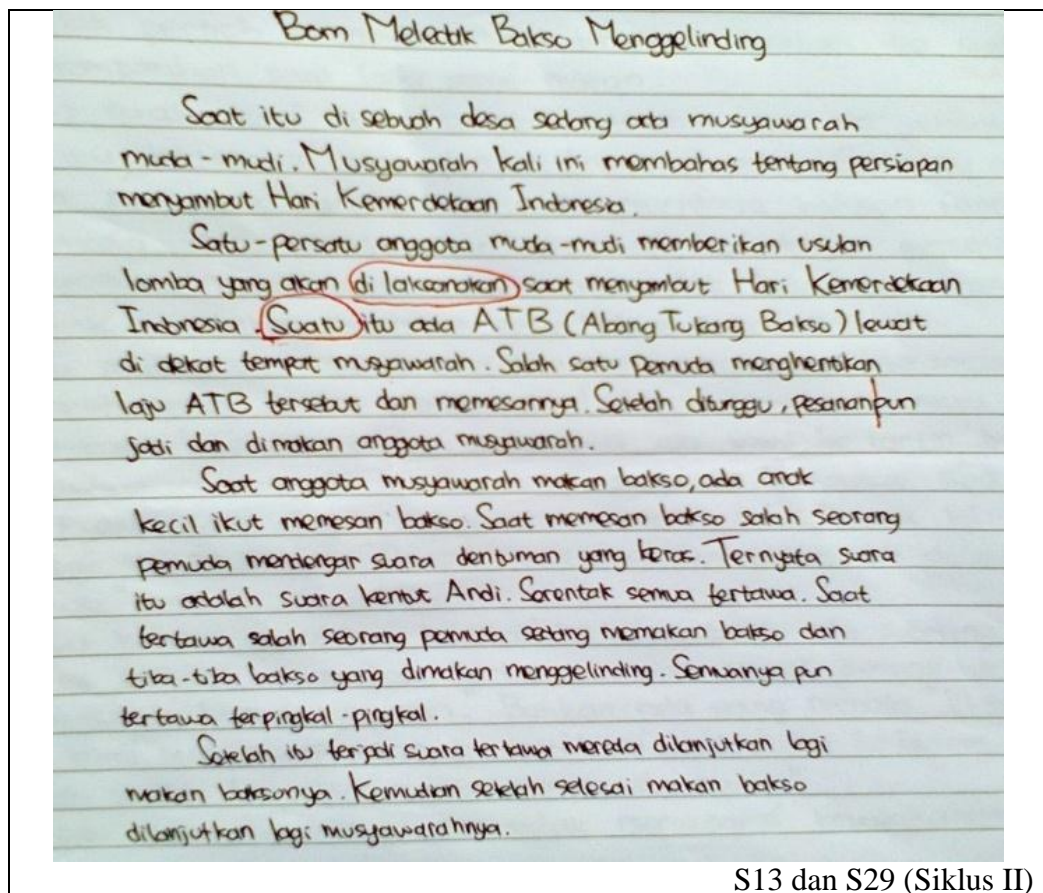 Bom Meledtik Bakso Menggelinding
Saat itu di sebuah desa sedang ada musyawarah
muda-mudi. Musyawarah kali ini membahas tentang persiapan
menyambut Hari Kemerdekaan Indonesia.
Satu-persatu anggota muda-mudi memberikan usulan
lomba yang akan di laksanakan saat menyambut Hari Kemerdekaan
Indonesia. Suatu itu ada ATB (Abang Tukang Bakso) lewat
di dekat tempat musyawarah. Salah satu Pemuda menghentikan
laju ATB tersebut dan memesannya. Setelah ditunggu, pesananpun
jadi dan dimakan anggota musyawarah.
Saat anggota musyawarah makan bakso, ada anak
kecil ikut memesan bakso. Saat memesan bakso salah seorang
pemuda mendengar suara dentuman yang keras. Ternyata suara
itu adalah suara kentut Andi. Serentak semua tertawa. Saat
tertawa salah seorang pemuda sedang memakan bakso dan
tiba-tiba bakso yang dimakan menggelinding. Semuanya pun
tertawa terpingkal-pingkal.
Setelah itu terjadi suara tertawa mereda dilanjutkan lagi
makan baksonya. Kemudian setelah selesai makan bakso
dilanjutkan lagi musyawarahnya.
S13 dan S29 (Siklus II)